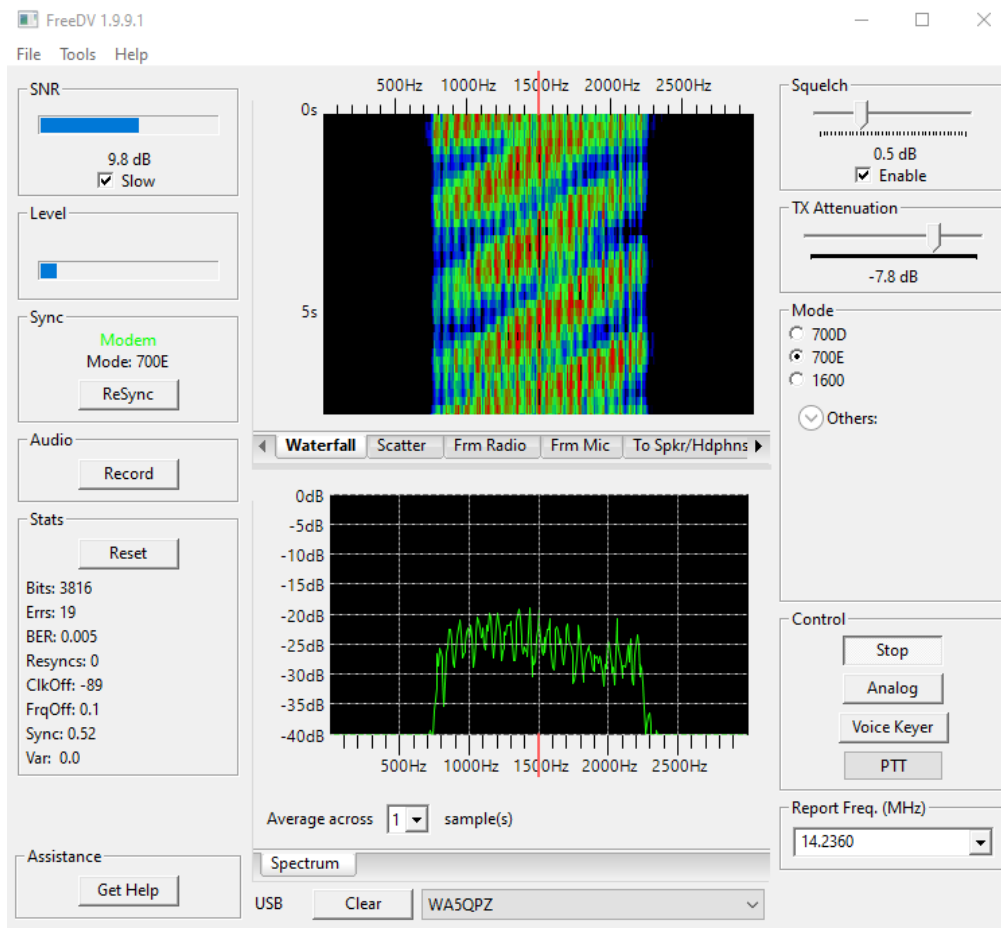 FreeDV 1.9.9.1
File Tools Help
SNR
9.8 dB
Slow
Level
Sync
Modem
Mode: 700E
ReSync
Audio
Record
Stats
Reset
Bits: 3816
Errs: 19
BER: 0.005
Resyncs: 0
ClkOff: -89
FrqOff: 0.1
Sync: 0.52
Var: 0.0
Assistance
Get Help
500Hz 1000Hz 1500Hz 2000Hz 2500Hz
0s
5s
Waterfall Scatter Frm Radio Frm Mic To Spkr/Hdphns
0dB
-5dB
-10dB
-15dB
-20dB
-25dB
-30dB
-35dB
-40dB
500Hz 1000Hz 1500Hz 2000Hz 2500Hz
Average across 1 sample(s)
Spectrum
USB Clear WA5QPZ
Squelch
0.5 dB
Enable
TX Attenuation
-7.8 dB
Mode
700D
700E
1600
Others:
Control
Stop
Analog
Voice Keyer
PTT
Report Freq. (MHz)
14.2360